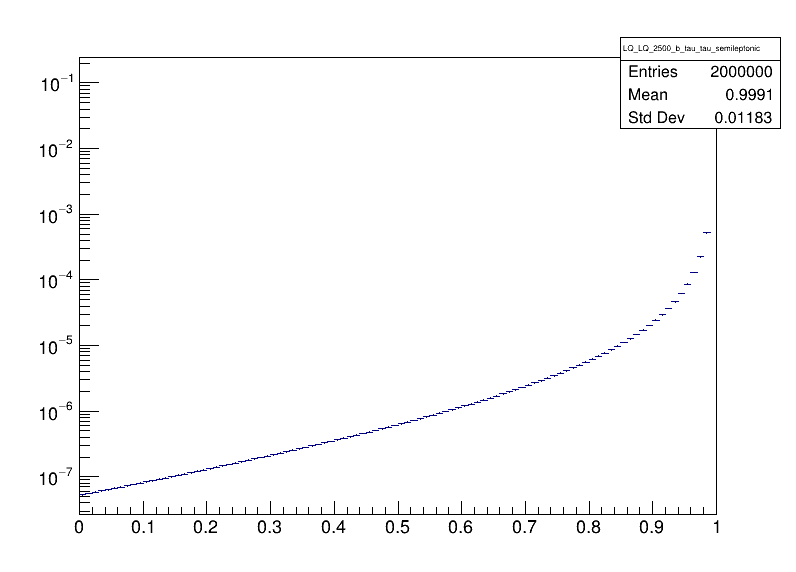 LQ_LQ_2500_b_tau_tau_semileptonic
Entries 2000000
Mean 0.9991
Std Dev 0.01183
10⁻¹
10⁻²
10⁻³
10⁻⁴
10⁻⁵
10⁻⁶
10⁻⁷
0 0.1 0.2 0.3 0.4 0.5 0.6 0.7 0.8 0.9 1